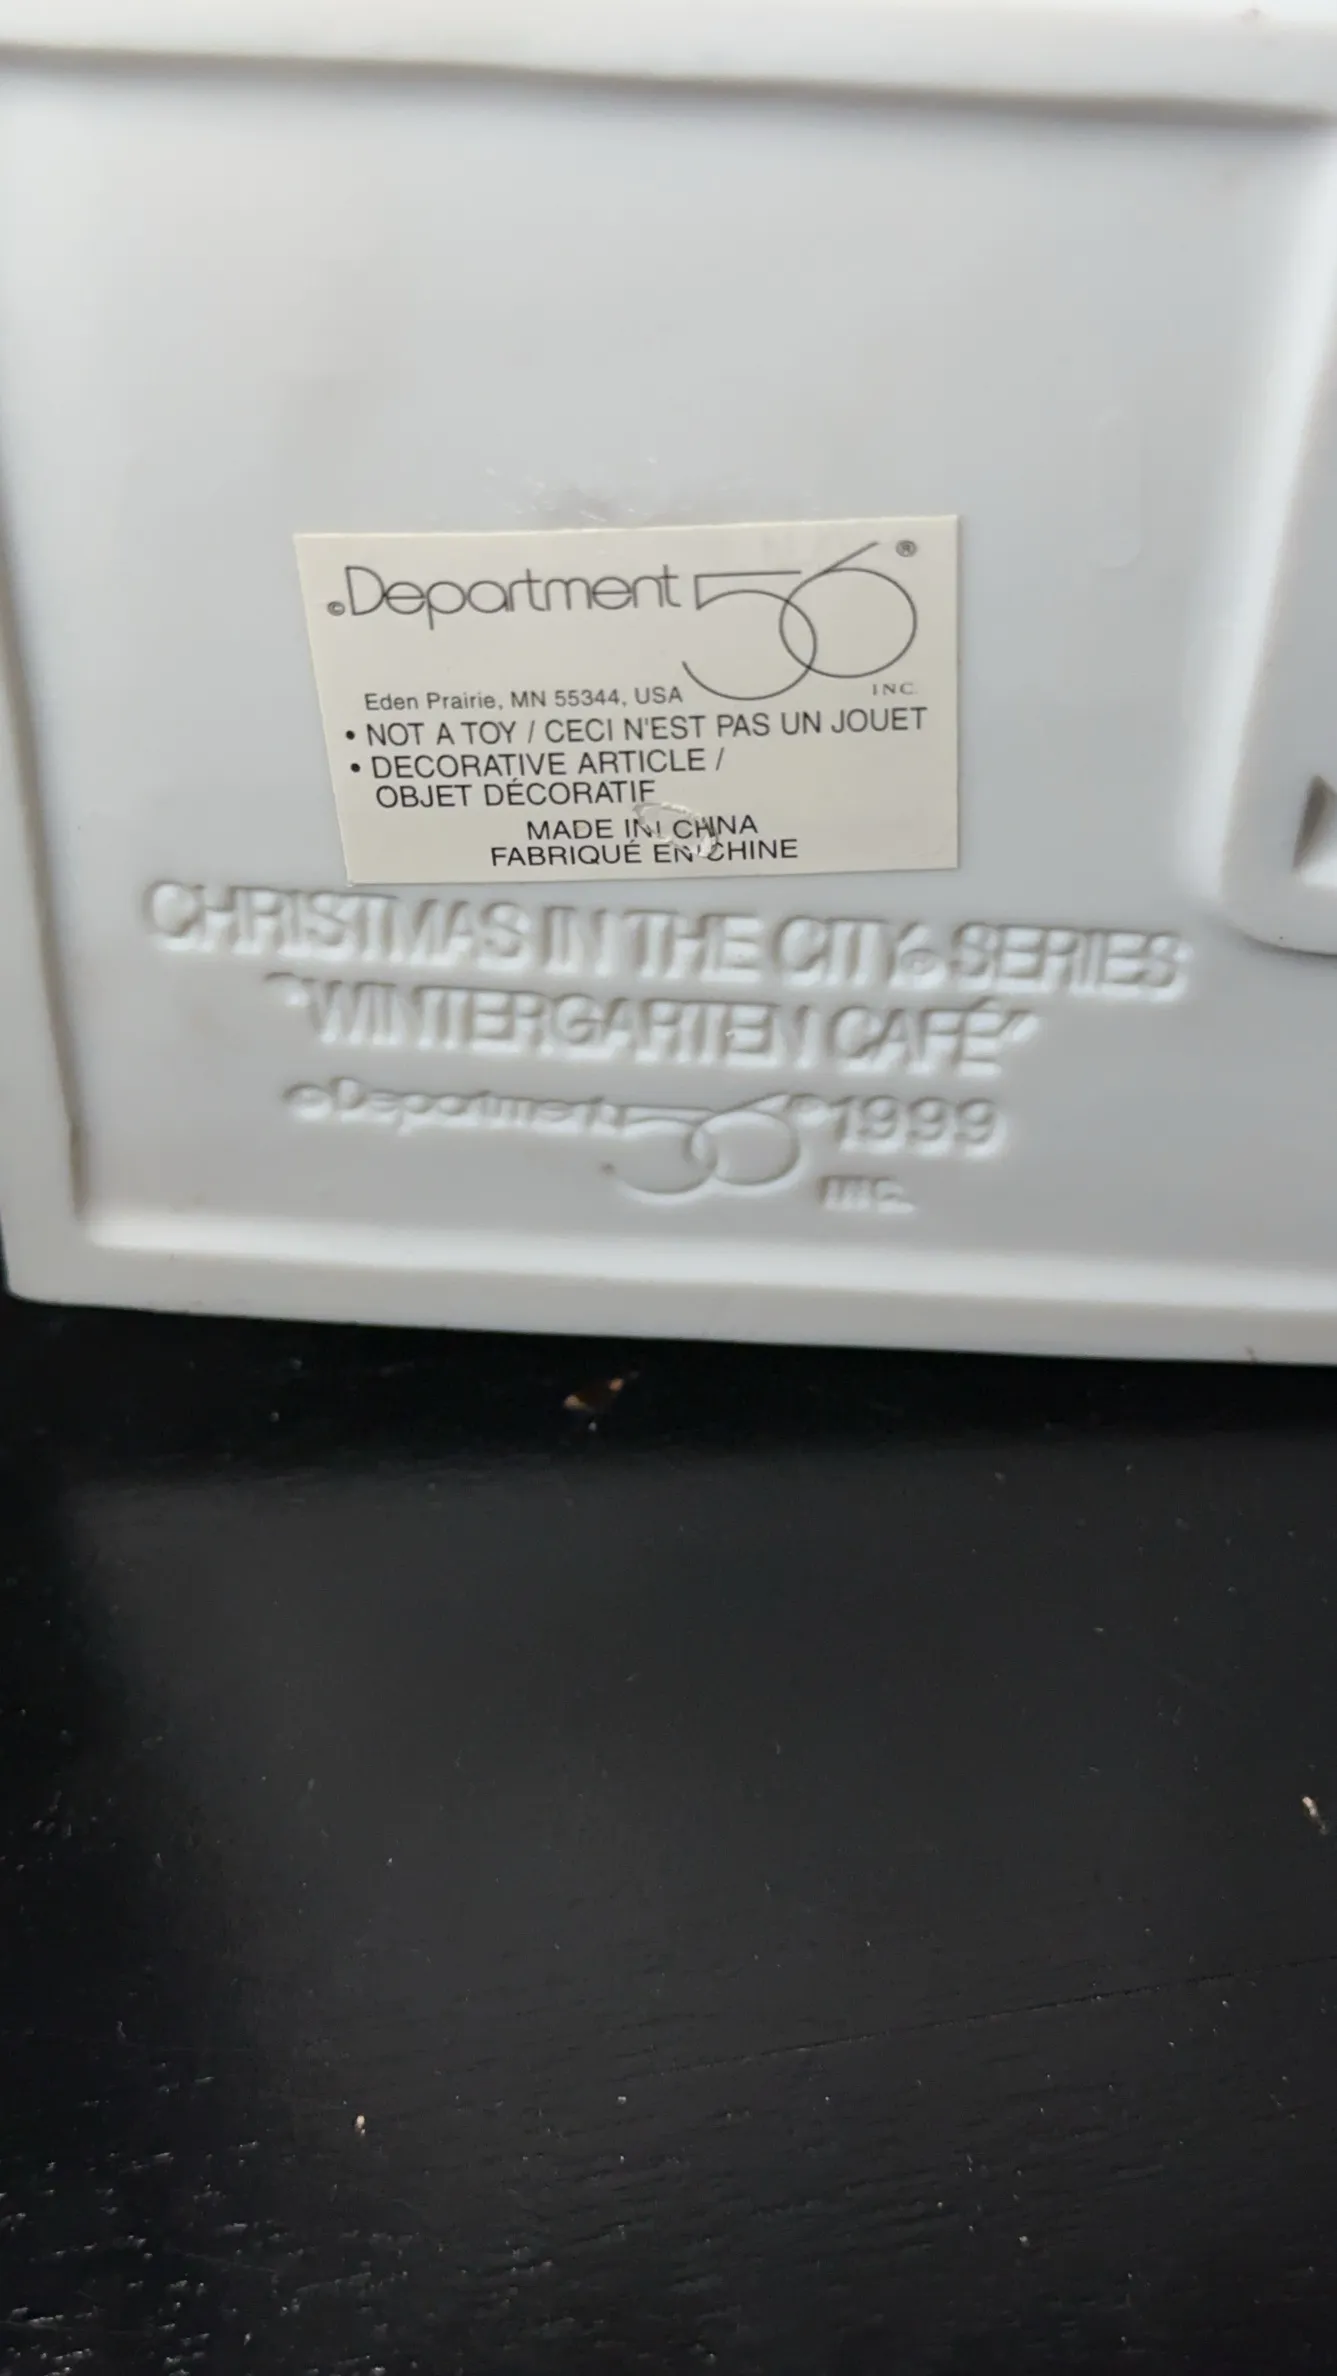 ©Department 56®
INC.
Eden Prairie, MN 55344, USA
• NOT A TOY / CECI N'EST PAS UN JOUET
• DECORATIVE ARTICLE /
OBJET DÉCORATIF
MADE IN CHINA
FABRIQUÉ EN CHINE
CHRISTMAS IN THE CITY® SERIES
"WINTERGARTEN CAFÉ"
©Department 56® 1999
INC.